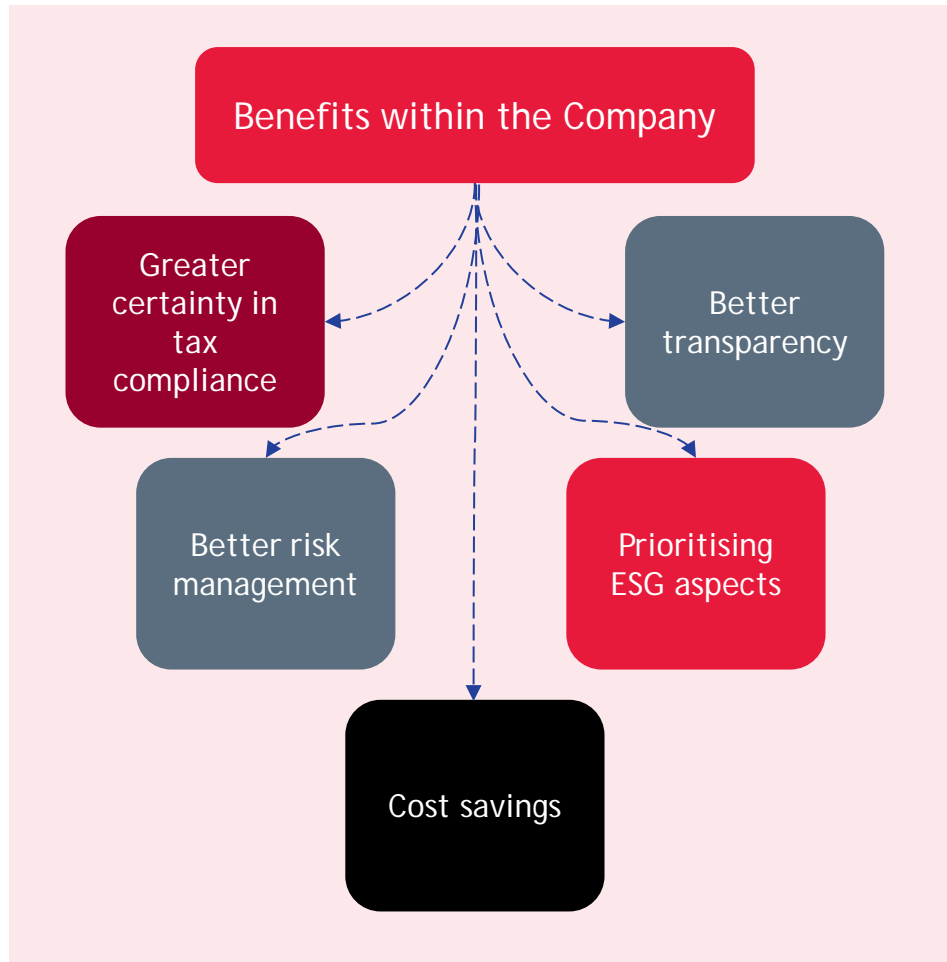 Benefits within the Company
Greater
certainty in
tax
compliance
Better
transparency
Better risk
management
Prioritising
ESG aspects
Cost savings